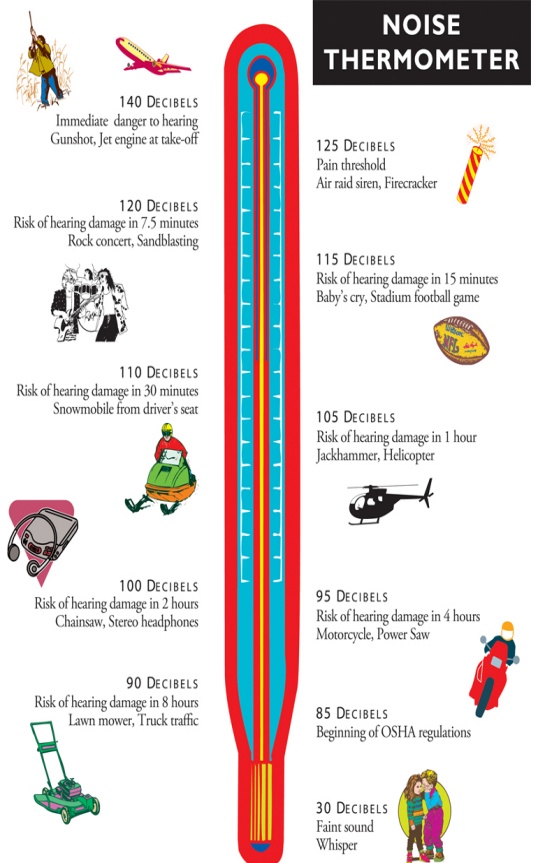 NOISE
THERMOMETER
140 DECIBELS
Immediate danger to hearing
Gunshot, Jet engine at take-off
125 DECIBELS
Pain threshold
Air raid siren, Firecracker
120 DECIBELS
Risk of hearing damage in 7.5 minutes
Rock concert, Sandblasting
115 DECIBELS
Risk of hearing damage in 15 minutes
Baby's cry, Stadium football game
NFL
110 DECIBELS
Risk of hearing damage in 30 minutes
Snowmobile from driver's seat
105 DECIBELS
Risk of hearing damage in 1 hour
Jackhammer, Helicopter
100 DECIBELS
Risk of hearing damage in 2 hours
Chainsaw, Stereo headphones
95 DECIBELS
Risk of hearing damage in 4 hours
Motorcycle, Power Saw
90 DECIBELS
Risk of hearing damage in 8 hours
Lawn mower, Truck traffic
85 DECIBELS
Beginning of OSHA regulations
30 DECIBELS
Faint sound
Whisper